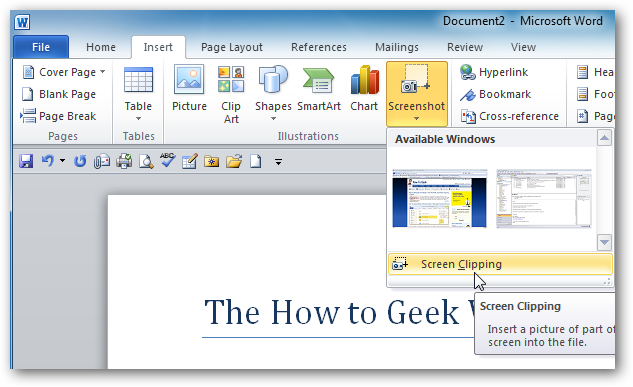 Document2 - Microsoft Word
File Home Insert Page Layout References Mailings Review View
Cover Page
Blank Page
Page Break
Pages
Table
Tables
Picture
Clip
Art
Shapes
SmartArt
Chart
Screenshot
Illustrations
Hyperlink
Bookmark
Cross-reference
Hea
Foo
Page
Available Windows
Screen Clipping
Screen Clipping
Insert a picture of part of
screen into the file.
ABC
The How to Geek